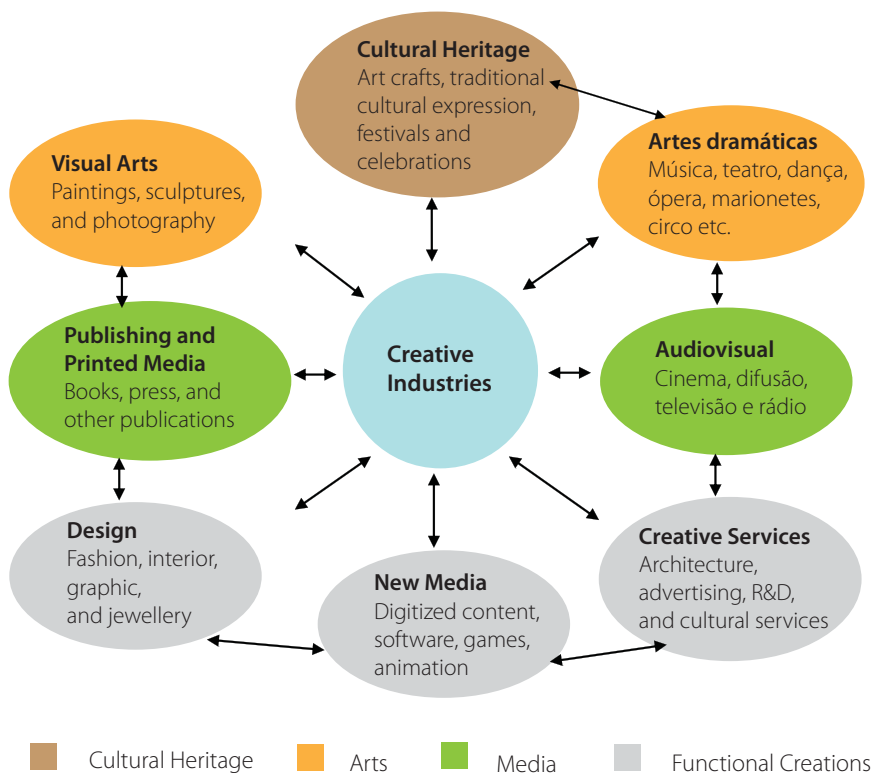 Cultural Heritage
Art crafts, traditional
cultural expression,
festivals and
celebrations
Visual Arts
Paintings, sculptures,
and photography
Artes dramáticas
Música, teatro, dança,
ópera, marionetes,
circo etc.
Publishing and
Printed Media
Books, press, and
other publications
Creative
Industries
Audiovisual
Cinema, difusão,
televisão e rádio
Design
Fashion, interior,
graphic,
and jewellery
New Media
Digitized content,
software, games,
animation
Creative Services
Architecture,
advertising, R&D,
and cultural services
Cultural Heritage
Arts
Media
Functional Creations